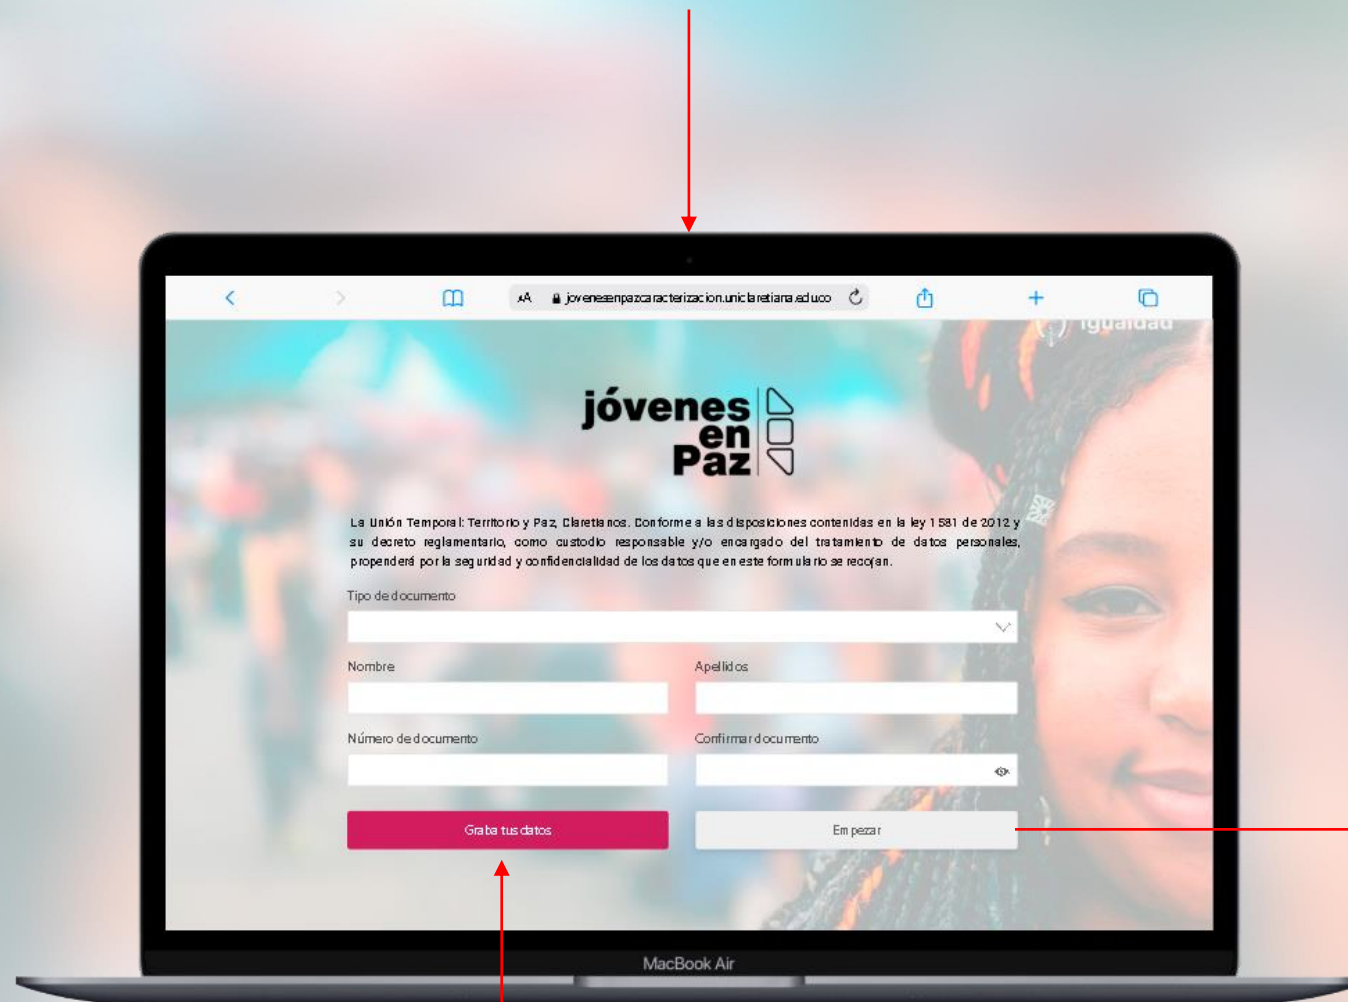 AA jovenesenpazcaracterizacion.uniclaretiana.edu.co
Igualdad
jóvenes
en
Paz
La Unión Temporal: Territorio y Paz, Claretianos. Conforme a las disposiciones contenidas en la ley 1581 de 2012 y
su decreto reglamentario, como custodio responsable y/o encargado del tratamiento de datos personales,
propenderá por la seguridad y confidencialidad de los datos que en este formulario se recojan.
Tipo de documento
Nombre
Apellidos
Número de documento
Confirmar documento
Graba tus datos
Empezar
MacBook Air